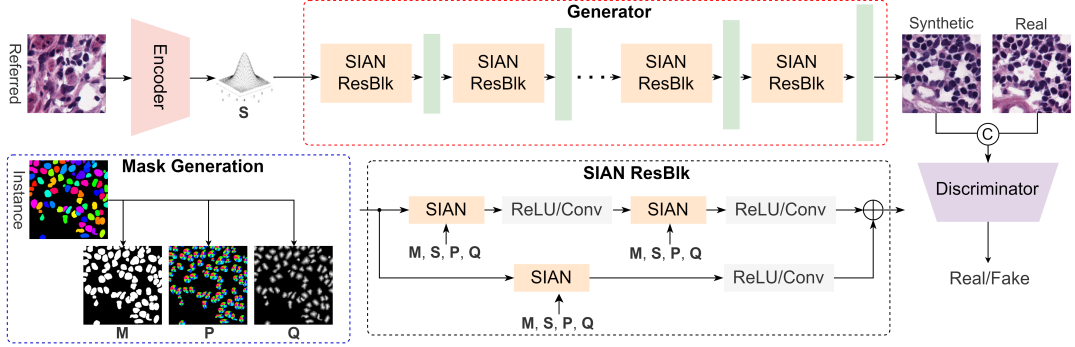 Generator
Referred
Encoder
S
SIAN
ResBlk
SIAN
ResBlk
SIAN
ResBlk
SIAN
ResBlk
Synthetic
Real
C
Discriminator
Real/Fake
Mask Generation
Instance
M
P
Q
SIAN ResBlk
SIAN
ReLU/Conv
SIAN
ReLU/Conv
M, S, P, Q
M, S, P, Q
SIAN
ReLU/Conv
M, S, P, Q